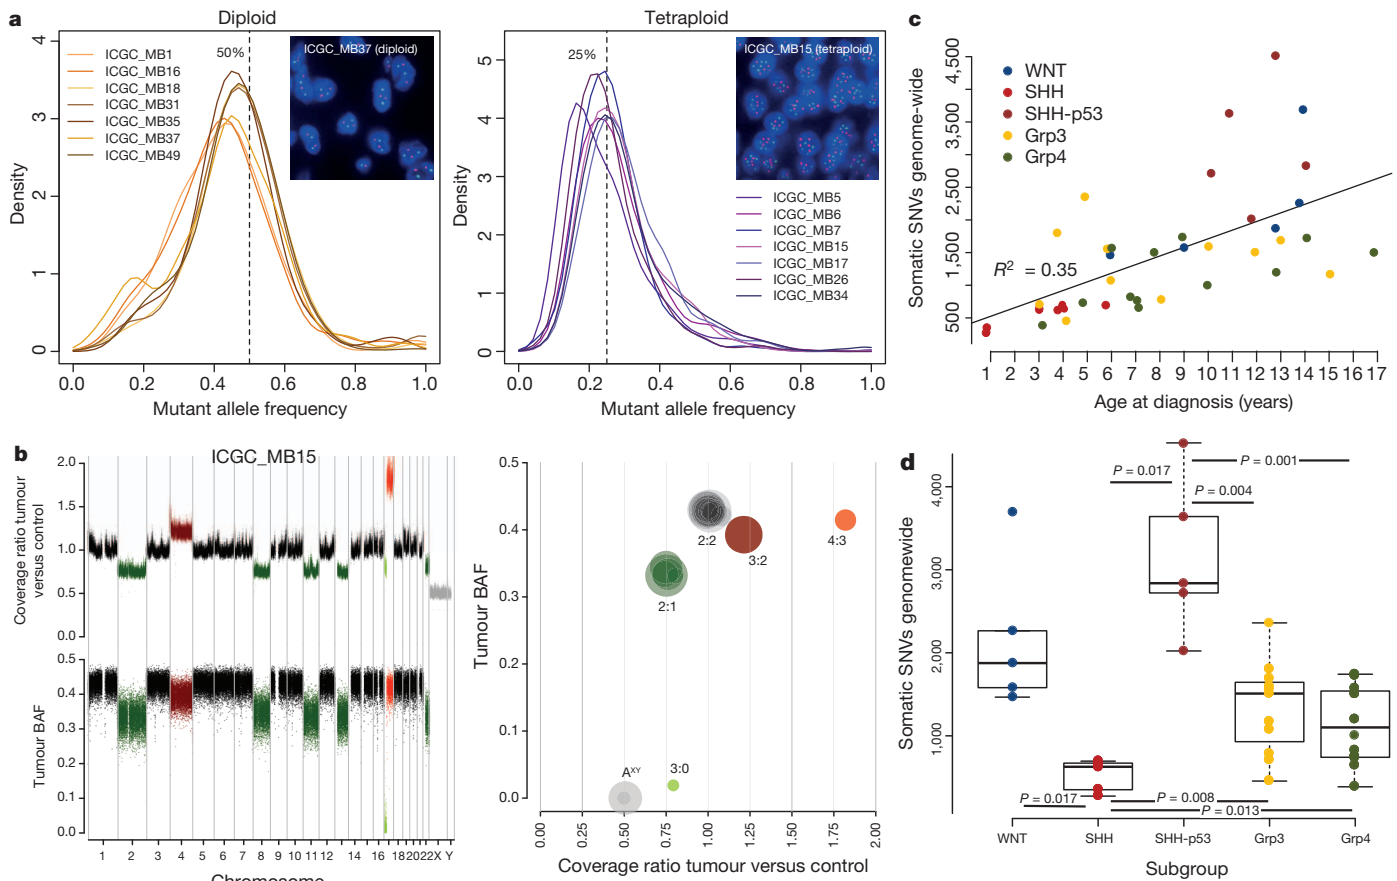 a
Diploid
ICGC_MB1
ICGC_MB16
ICGC_MB18
ICGC_MB31
ICGC_MB35
ICGC_MB37
ICGC_MB49
50%
ICGC_MB37 (diploid)
4
3
2
1
0
Density
0.0 0.2 0.4 0.6 0.8 1.0
Mutant allele frequency
Tetraploid
25%
ICGC_MB15 (tetraploid)
ICGC_MB5
ICGC_MB6
ICGC_MB7
ICGC_MB15
ICGC_MB17
ICGC_MB26
ICGC_MB34
5
4
3
2
1
0
Density
0.0 0.2 0.4 0.6 0.8 1.0
Mutant allele frequency
c
WNT
SHH
SHH-p53
Grp3
Grp4
R² = 0.35
4,500
3,500
2,500
1,500
500
Somatic SNVs genome-wide
1 2 3 4 5 6 7 8 9 10 11 12 13 14 15 16 17
Age at diagnosis (years)
b
ICGC_MB15
2.0
1.5
1.0
0.5
0.0
Coverage ratio tumour
versus control
0.5
0.4
0.3
0.2
0.1
0.0
Tumour BAF
1 2 3 4 5 6 7 8 9 10 11 12 14 16 18 20 22 X Y
Chromosome
0.5
0.4
0.3
0.2
0.1
0.0
Tumour BAF
2:2
3:2
4:3
2:1
A^XY
3:0
0.00 0.25 0.50 0.75 1.00 1.25 1.50 1.75 2.00
Coverage ratio tumour versus control
d
P = 0.001
P = 0.017
P = 0.004
4,000
3,000
2,000
1,000
Somatic SNVs genomewide
P = 0.017
P = 0.008
P = 0.013
WNT SHH SHH-p53 Grp3 Grp4
Subgroup